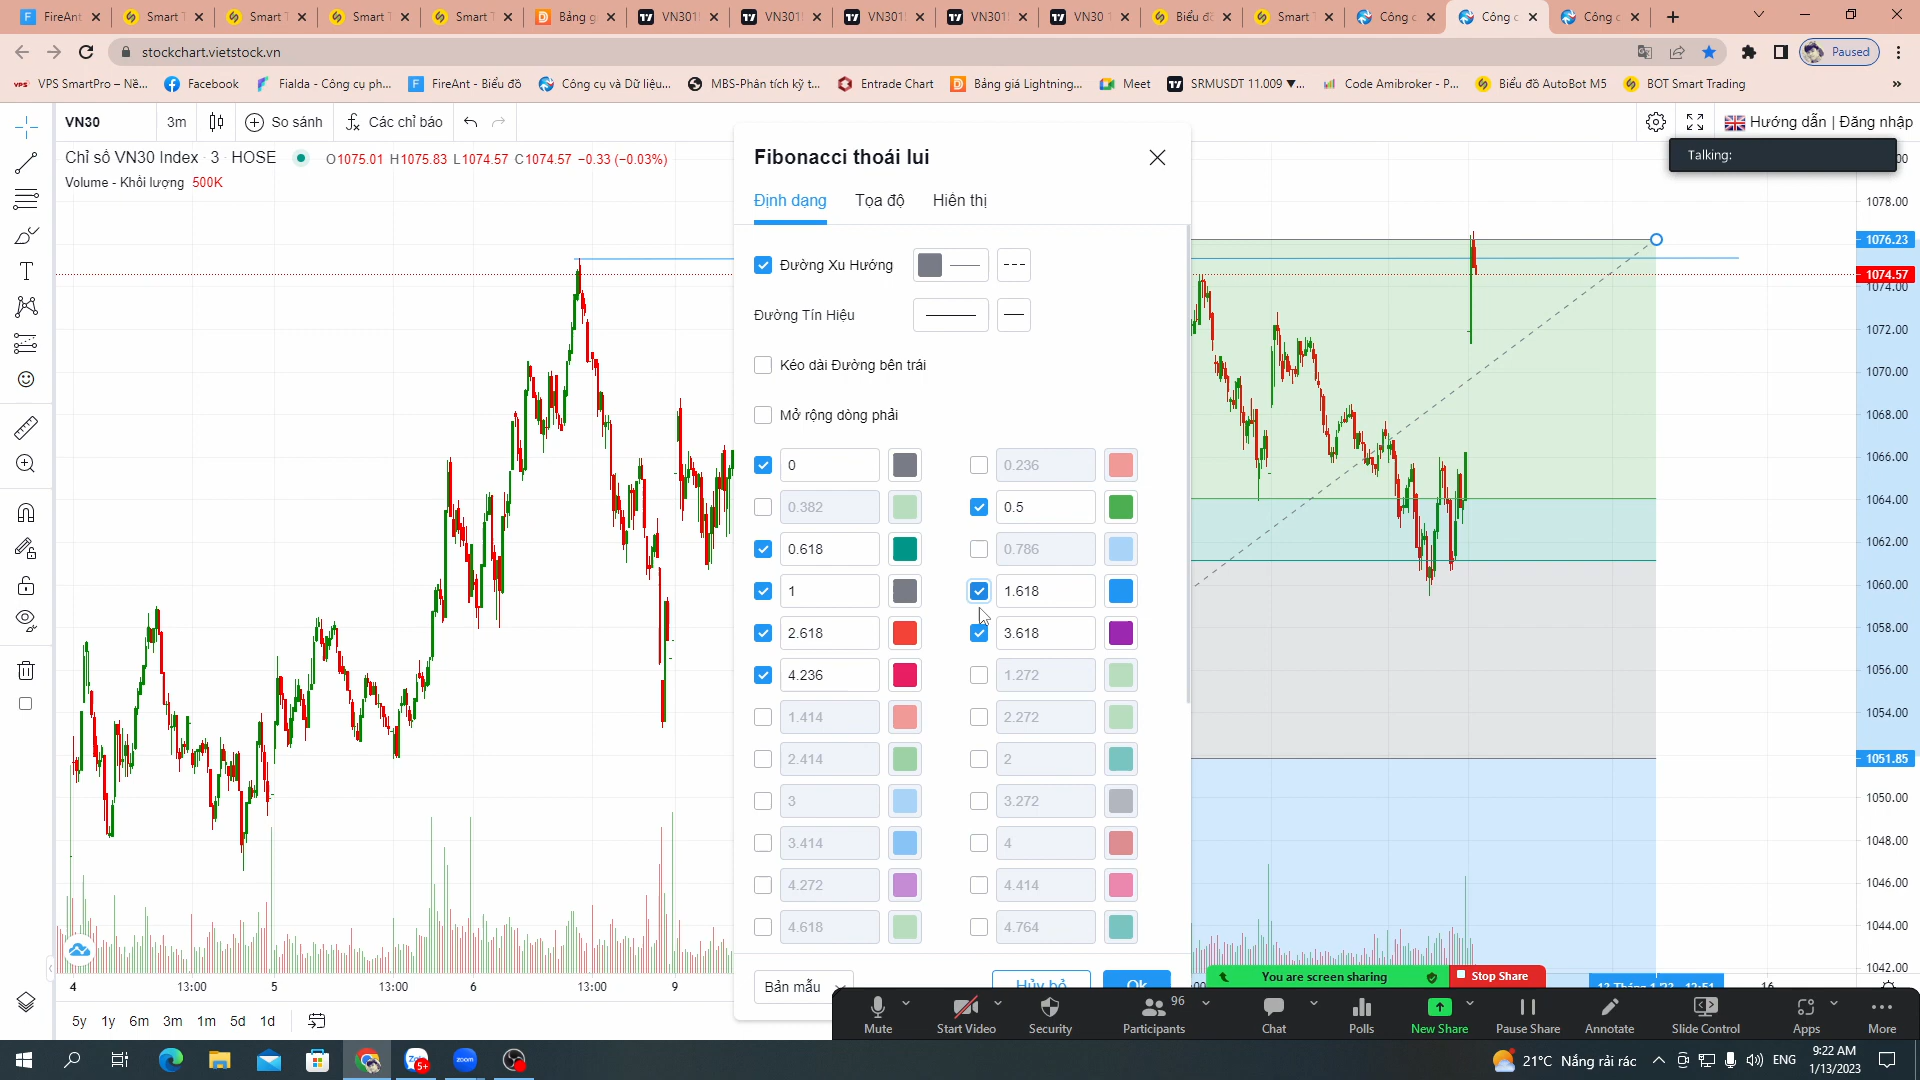 FireAnt
Smart T
Smart T
Smart T
Smart T
Bảng g
VN301
VN301
VN301
VN301
VN30 1
Biểu đồ
Smart T
Công c
Công c
Công c
stockchart.vietstock.vn
Paused
VPS SmartPro – Nề...
Facebook
Fialda - Công cụ ph...
FireAnt - Biểu đồ
Công cụ và Dữ liệu...
MBS-Phân tích kỹ t...
Entrade Chart
Bảng giá Lightning...
Meet
SRMUSDT 11.009 ▼...
Code Amibroker - P...
Biểu đồ AutoBot M5
BOT Smart Trading
»
VN30
3m
So sánh
Các chỉ báo
Hướng dẫn | Đăng nhập
Chỉ số VN30 Index · 3 · HOSE
O1075.01 H1075.83 L1074.57 C1074.57 −0.33 (−0.03%)
Volume - Khối lượng 500K
Talking:
Fibonacci thoái lui
Định dạng
Tọa độ
Hiển thị
Đường Xu Hướng
Đường Tín Hiệu
Kéo dài Đường bên trái
Mở rộng dòng phải
0
0.236
0.382
0.5
0.618
0.786
1
1.618
2.618
3.618
4.236
1.272
1.414
2.272
2.414
2
3
3.272
3.414
4
4.272
4.414
4.618
4.764
Bản mẫu
Hủy bỏ
Ok
1078.00
1076.23
1074.57
1074.00
1072.00
1070.00
1068.00
1066.00
1064.00
1062.00
1060.00
1058.00
1056.00
1054.00
1051.85
1050.00
1048.00
1046.00
1044.00
1042.00
4
13:00
5
13:00
6
13:00
9
13 Tháng 1 '23 12:51
16
You are screen sharing
Stop Share
5y
1y
6m
3m
1m
5d
1d
Mute
Start Video
Security
Participants
96
Chat
Polls
New Share
Pause Share
Annotate
Slide Control
Apps
More
5+
zoom
21°C Nắng rải rác
ENG
9:22 AM
1/13/2023